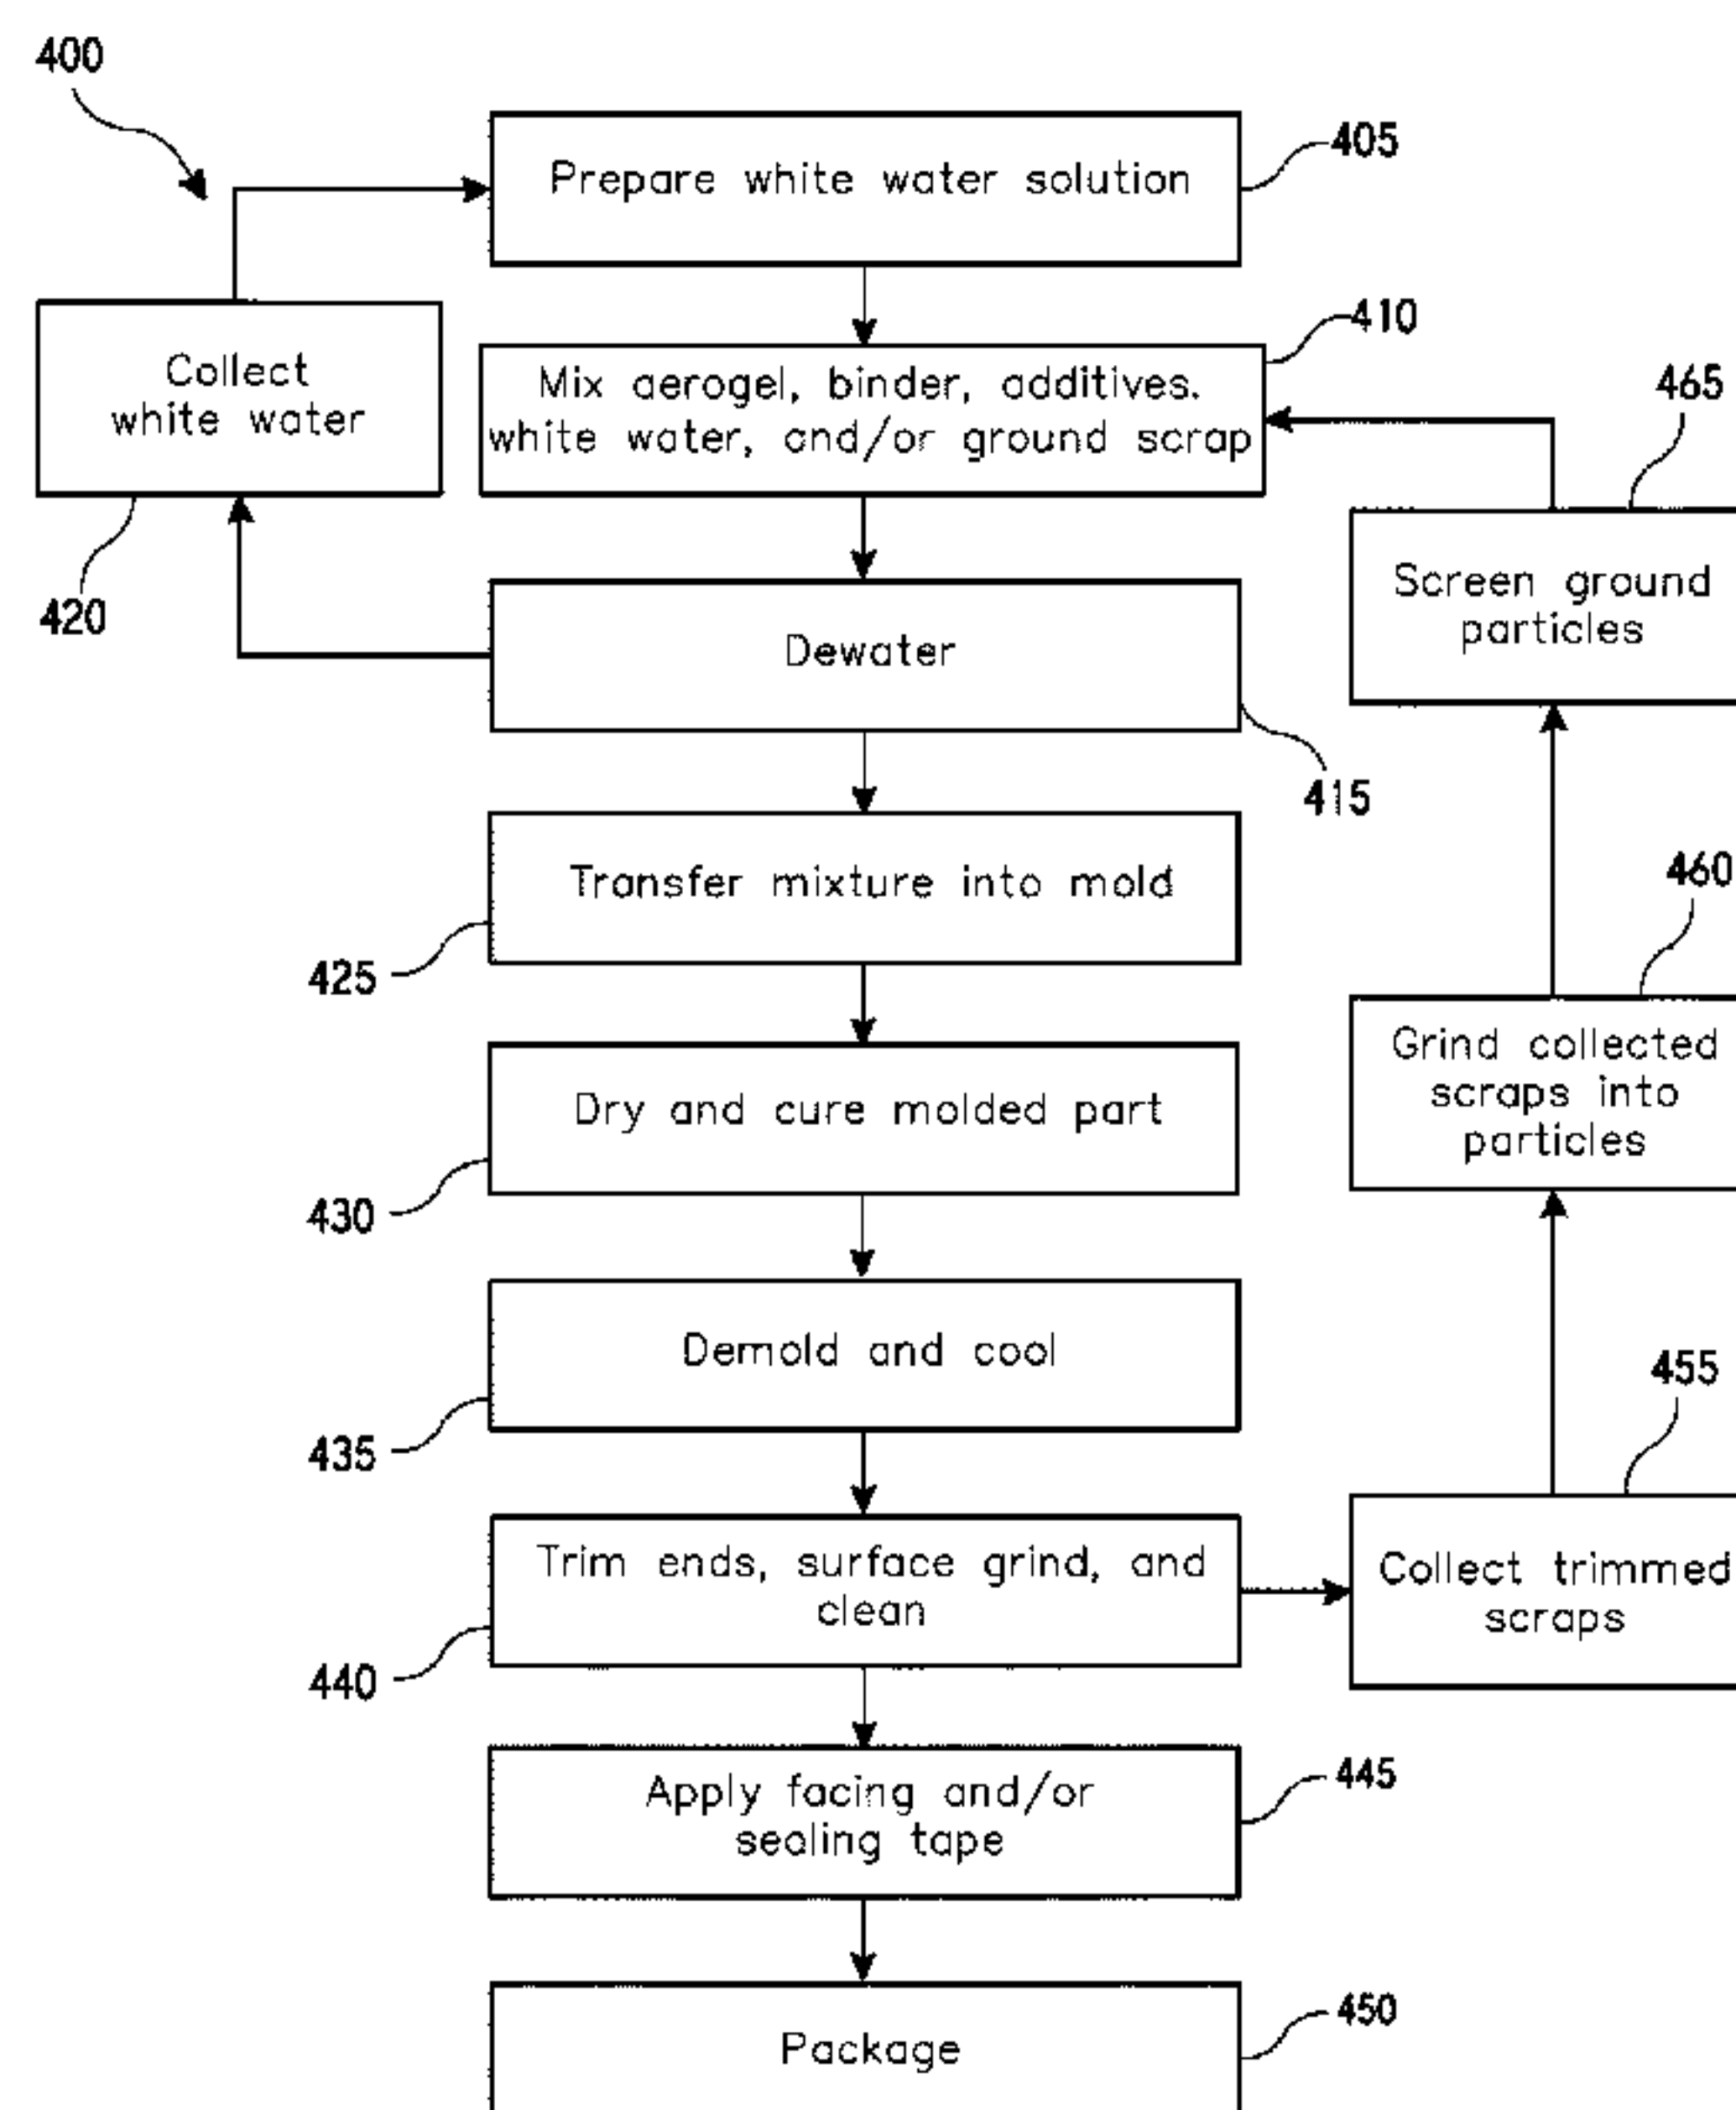 400
Prepare white water solution
405
Collect
white water
420
Mix aerogel, binder, additives.
white water, and/or ground scrap
410
465
Screen ground
particles
Dewater
415
Transfer mixture into mold
425
460
Grind collected
scraps into
particles
Dry and cure molded part
430
Demold and cool
435
455
Collect trimmed
scraps
Trim ends, surface grind, and
clean
440
Apply facing and/or
sealing tape
445
Package
450